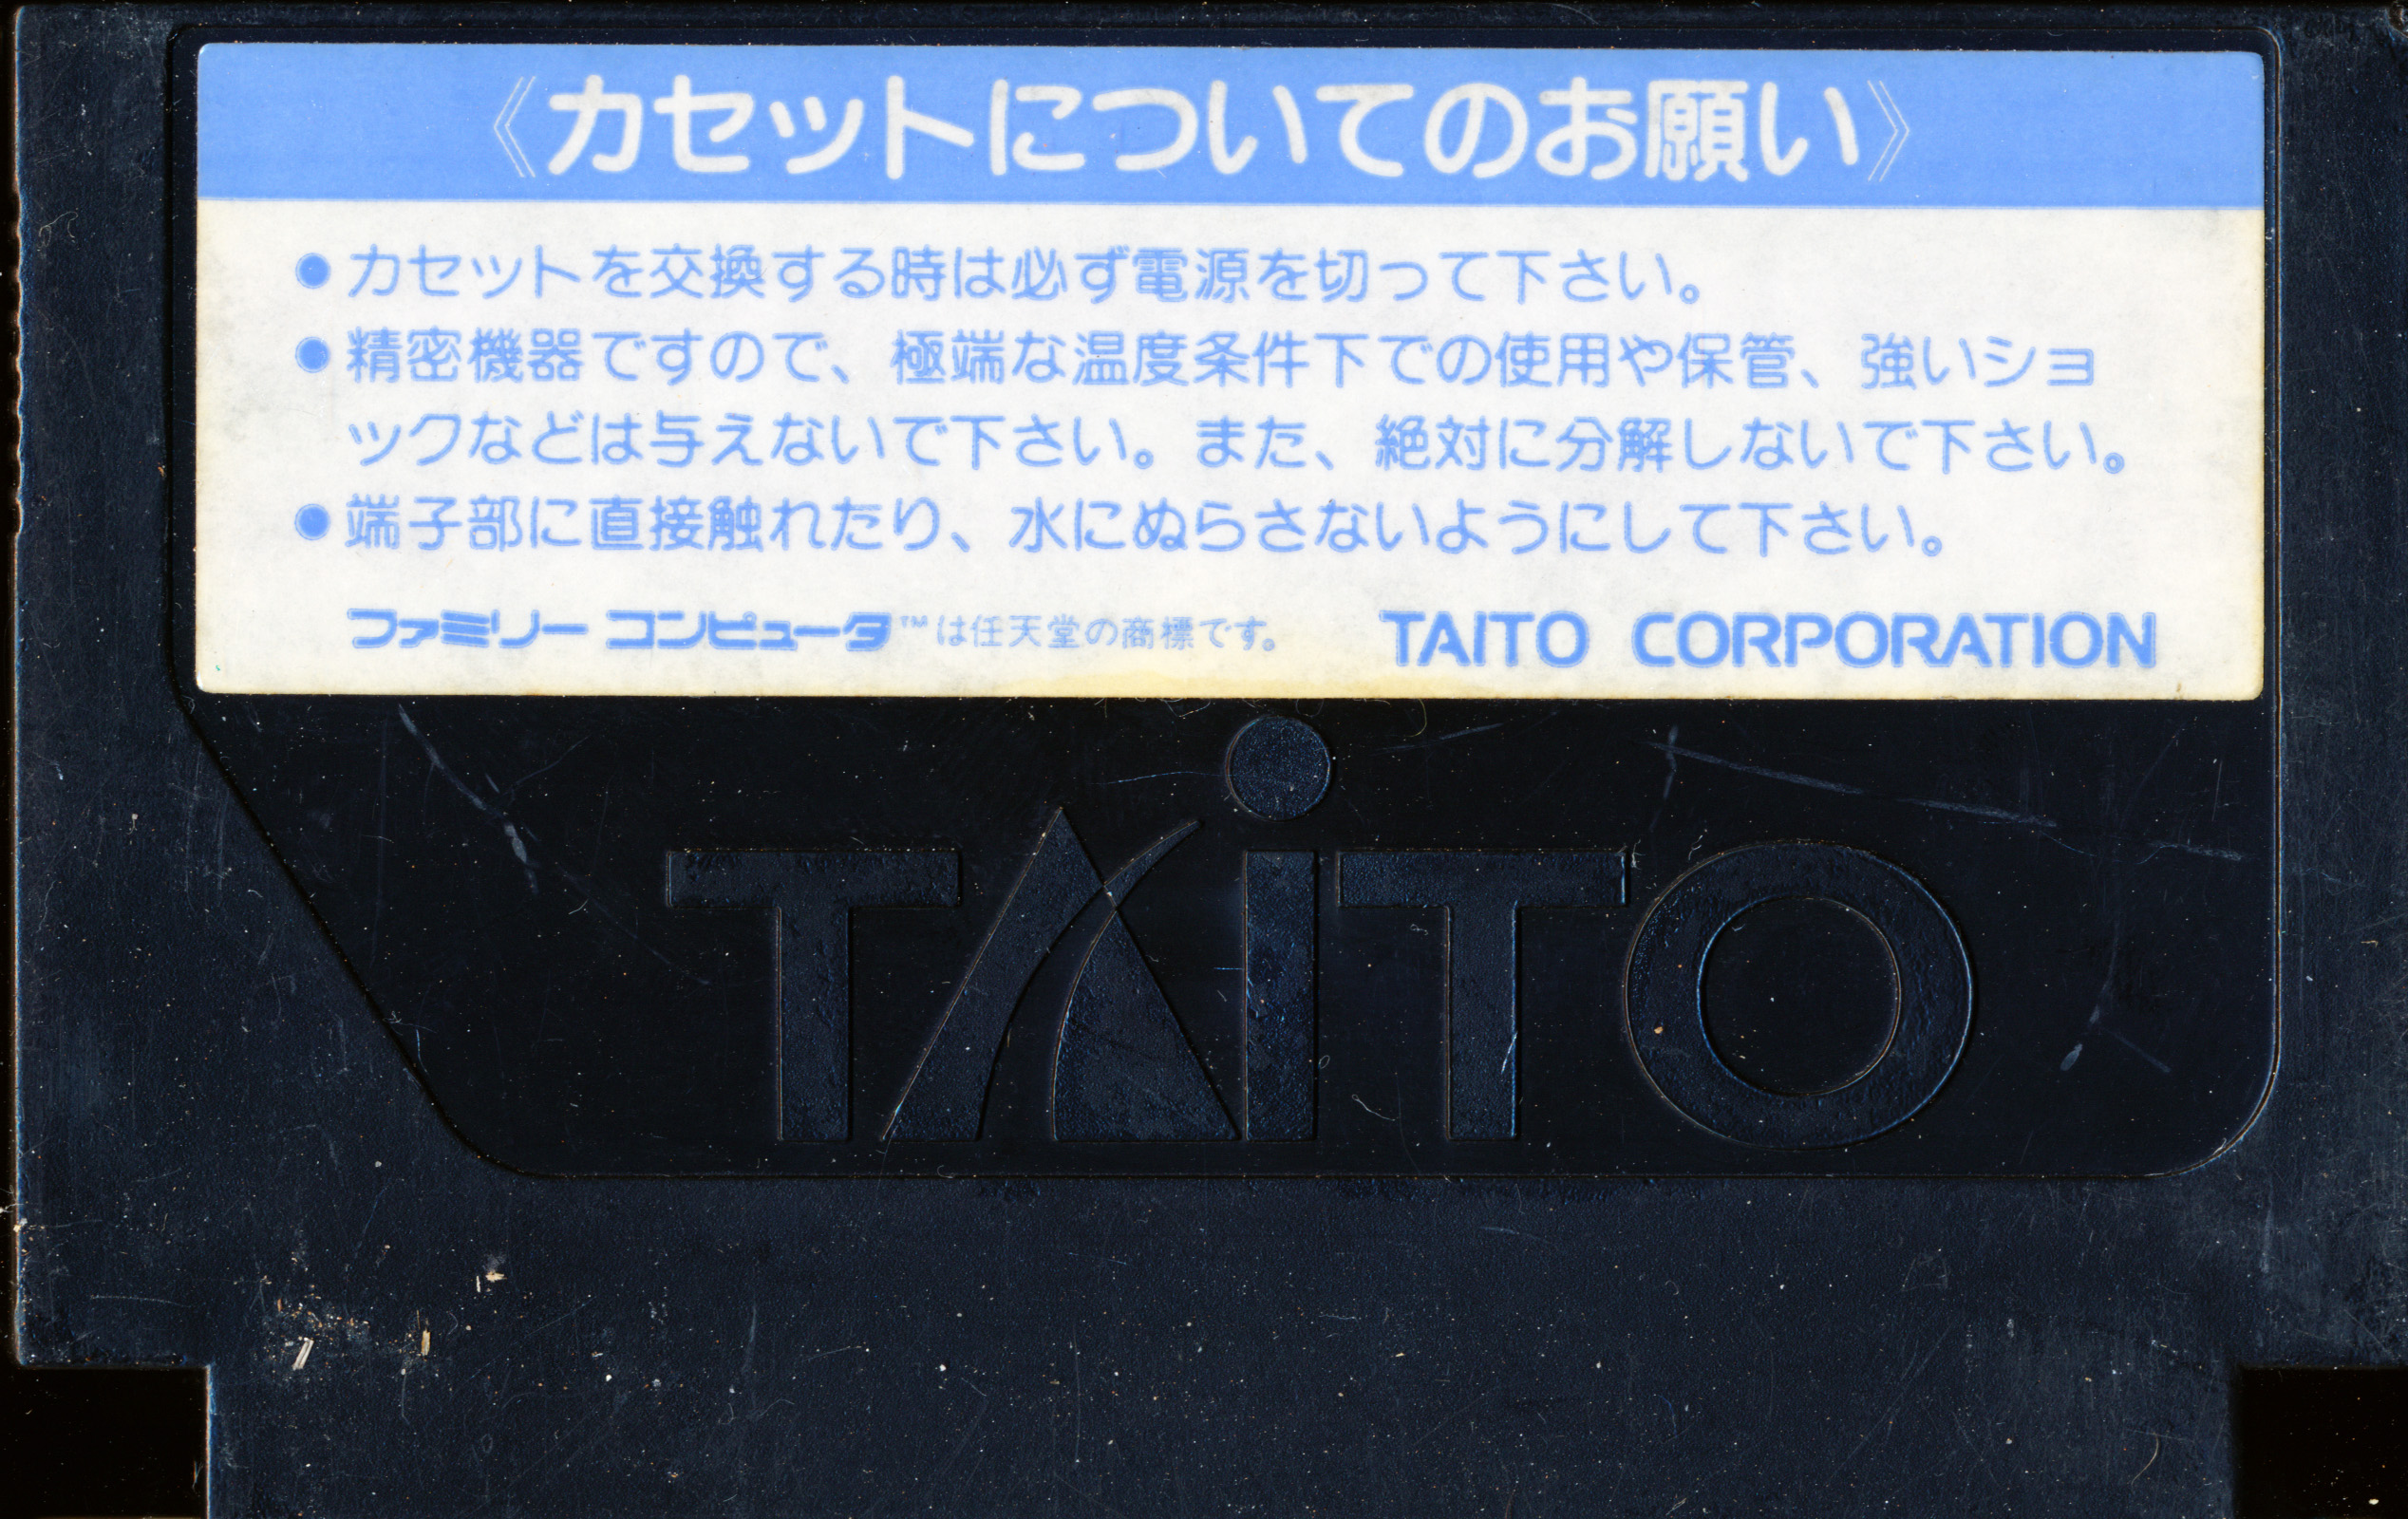 《カセットについてのお願い》
●カセットを交換する時は必ず電源を切って下さい。
●精密機器ですので、極端な温度条件下での使用や保管、強いショ
ックなどは与えないで下さい。また、絶対に分解しないで下さい。
●端子部に直接触れたり、水にぬらさないようにして下さい。
ファミリー コンピュータ™は任天堂の商標です。 TAITO CORPORATION
TAiTO